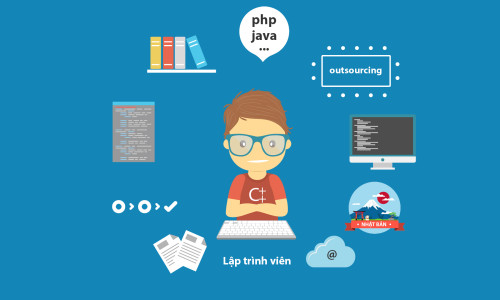 php
java
...
outsourcing
C‡
NHẬT BẢN
@
Lập trình viên